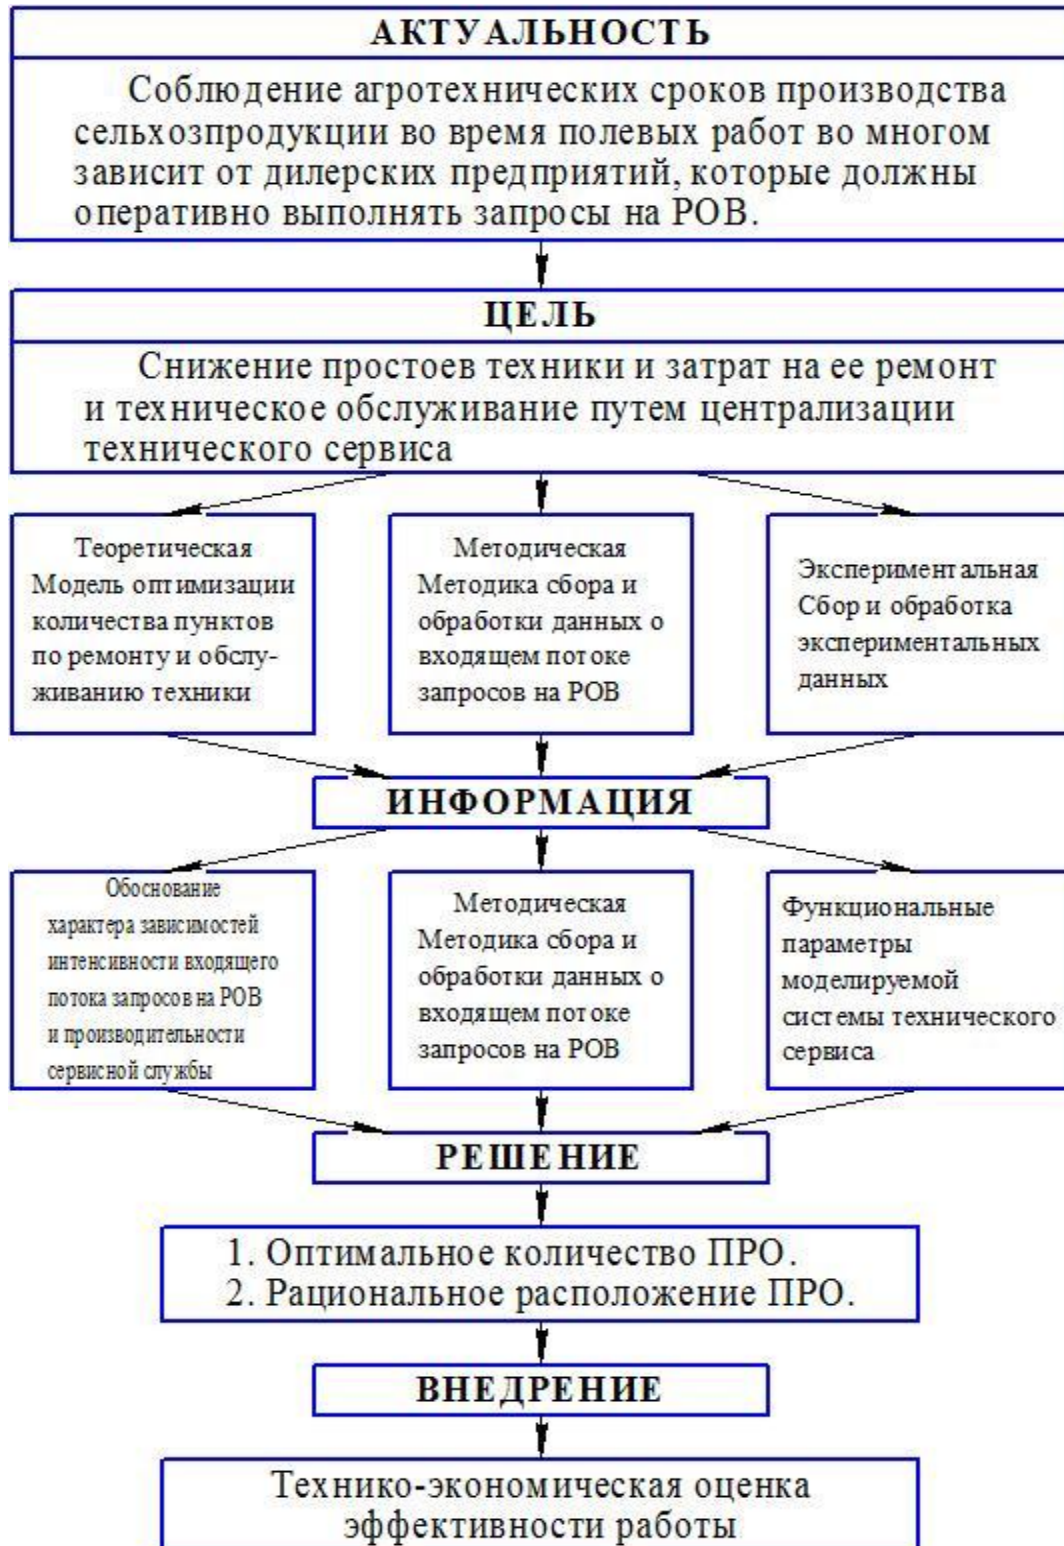 АКТУАЛЬНОСТЬ
Соблюдение агротехнических сроков производства
сельхозпродукции во время полевых работ во многом
зависит от дилерских предприятий, которые должны
оперативно выполнять запросы на РОВ.
ЦЕЛЬ
Снижение простоев техники и затрат на ее ремонт
и техническое обслуживание путем централизации
технического сервиса
Теоретическая
Модель оптимизации
количества пунктов
по ремонту и обслу-
живанию техники
Методическая
Методика сбора и
обработки данных о
входящем потоке
запросов на РОВ
Экспериментальная
Сбор и обработка
экспериментальных
данных
ИНФОРМАЦИЯ
Обоснование
характера зависимостей
интенсивности входящего
потока запросов на РОВ
и производительности
сервисной службы
Методическая
Методика сбора и
обработки данных о
входящем потоке
запросов на РОВ
Функциональные
параметры
моделируемой
системы технического
сервиса
РЕШЕНИЕ
1. Оптимальное количество ПРО.
2. Рациональное расположение ПРО.
ВНЕДРЕНИЕ
Технико-экономическая оценка
эффективности работы